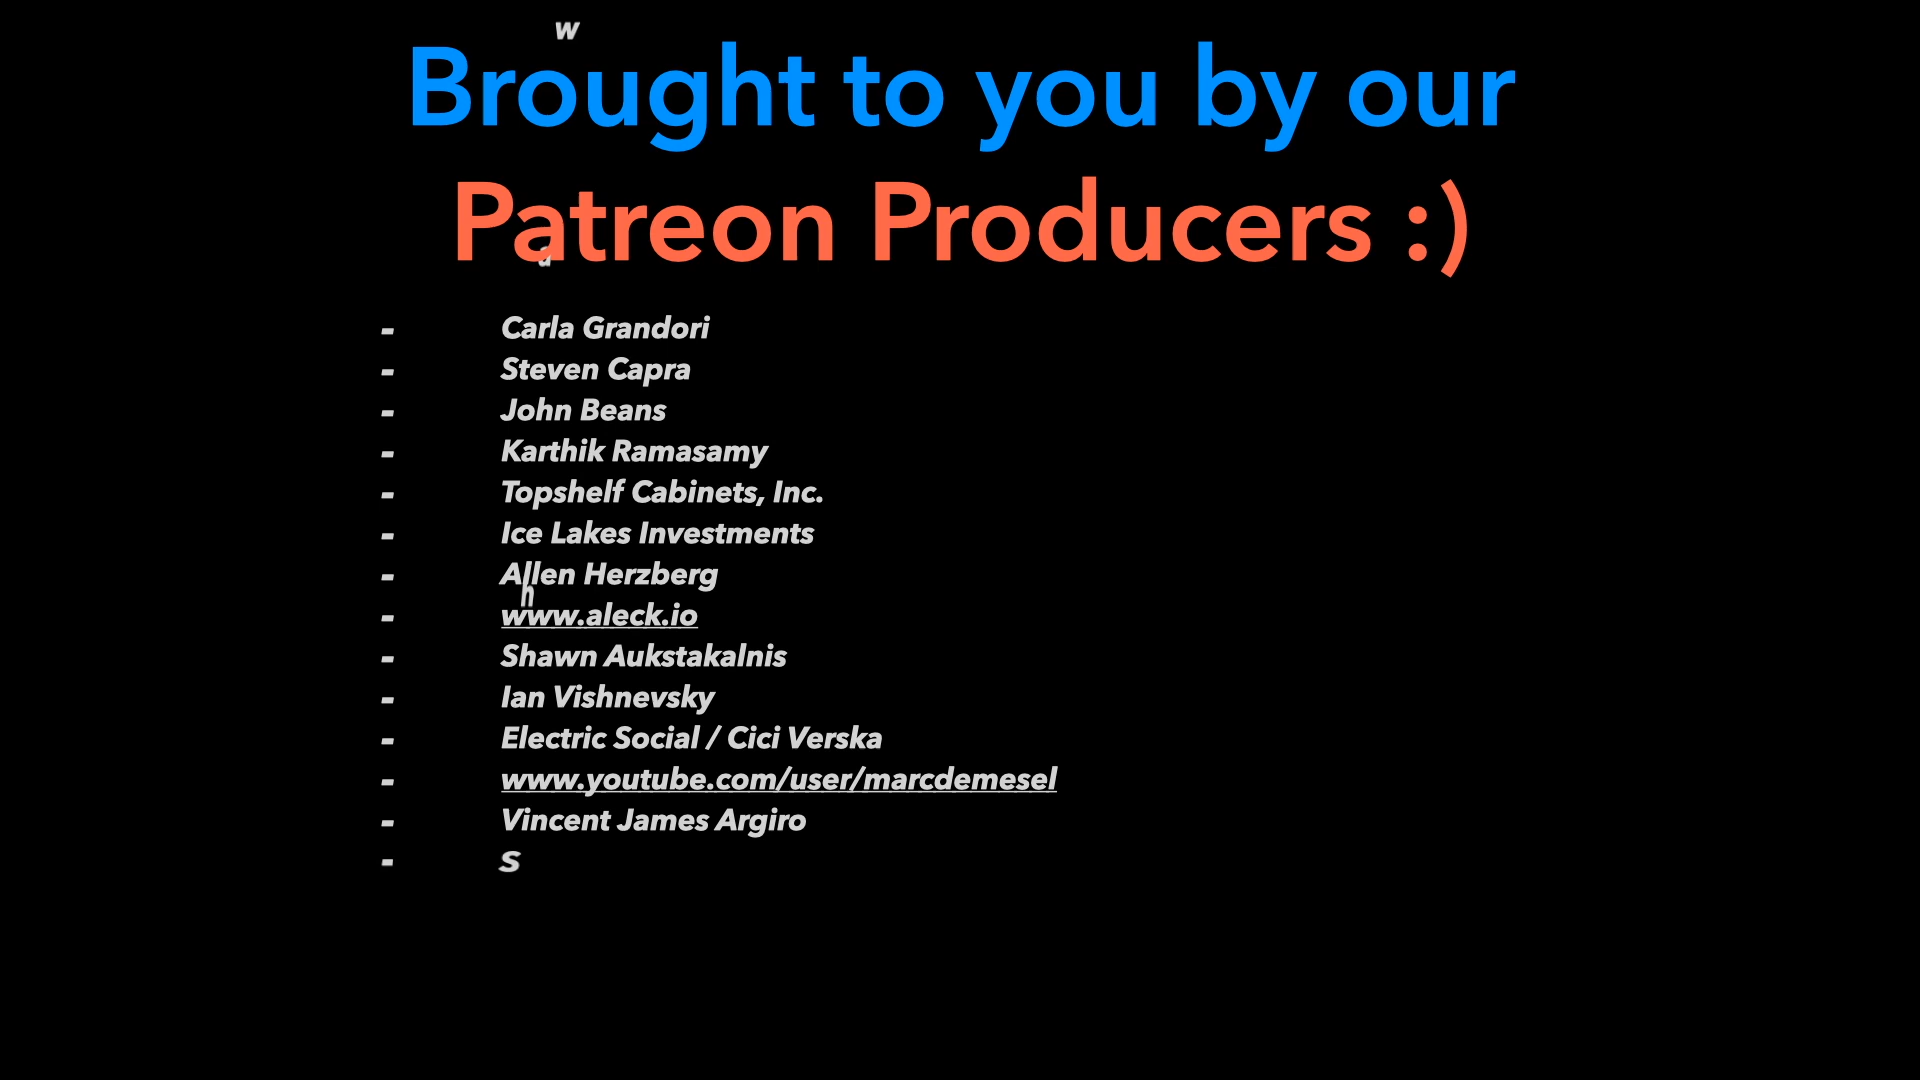 Brought to you by our
Patreon Producers :)
- Carla Grandori
- Steven Capra
- John Beans
- Karthik Ramasamy
- Topshelf Cabinets, Inc.
- Ice Lakes Investments
- Allen Herzberg
- www.aleck.io
- Shawn Aukstakalnis
- Ian Vishnevsky
- Electric Social / Cici Verska
- www.youtube.com/user/marcdemesel
- Vincent James Argiro
- S
h
w